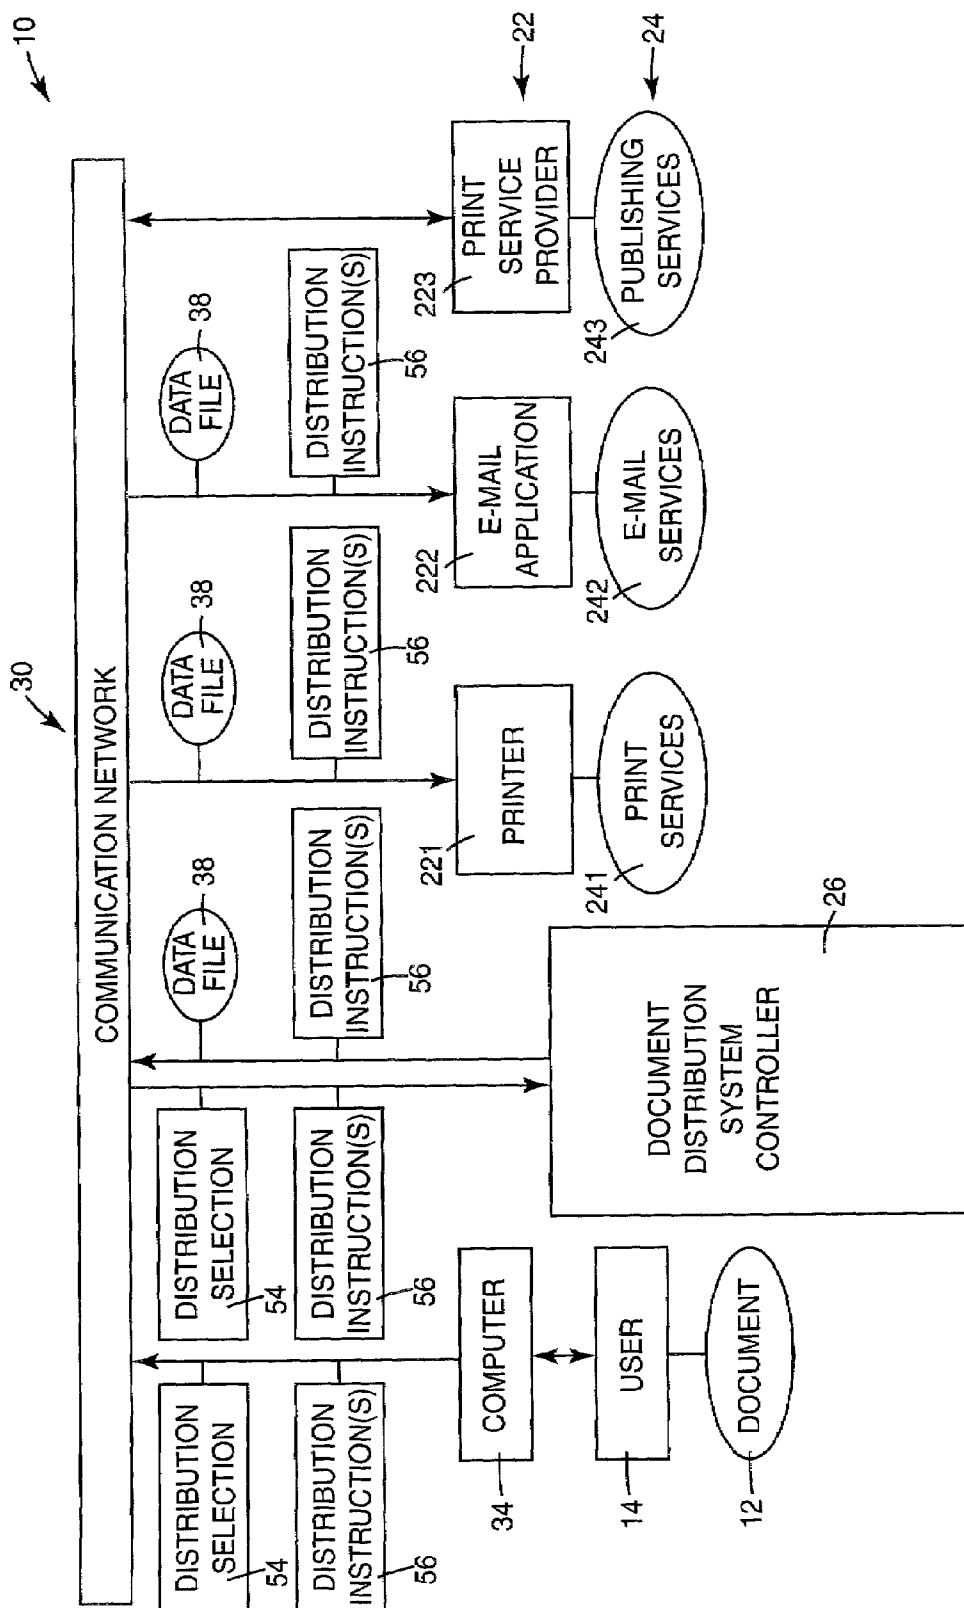 10
30
COMMUNICATION NETWORK
DISTRIBUTION
SELECTION
54
DISTRIBUTION
INSTRUCTION(S)
56
DISTRIBUTION
SELECTION
54
DISTRIBUTION
INSTRUCTION(S)
56
DATA
FILE
38
DISTRIBUTION
INSTRUCTION(S)
56
DATA
FILE
38
DISTRIBUTION
INSTRUCTION(S)
56
DATA
FILE
38
DISTRIBUTION
INSTRUCTION(S)
56
COMPUTER
34
USER
14
DOCUMENT
12
DOCUMENT
DISTRIBUTION
SYSTEM
CONTROLLER
26
221
PRINTER
241
PRINT
SERVICES
222
E-MAIL
APPLICATION
242
E-MAIL
SERVICES
223
PRINT
SERVICE
PROVIDER
22
243
PUBLISHING
SERVICES
24